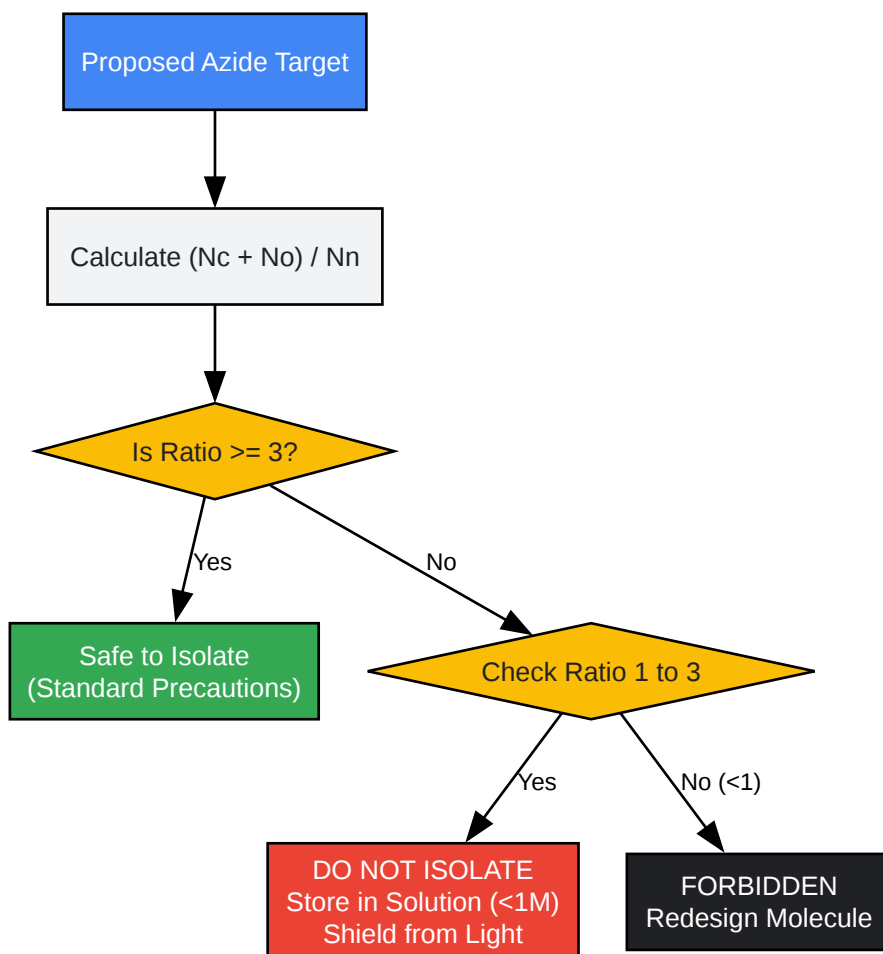 Proposed Azide Target
Calculate (Nc + No) / Nn
Is Ratio >= 3?
Yes
No
Safe to Isolate
(Standard Precautions)
Check Ratio 1 to 3
Yes
No (<1)
DO NOT ISOLATE
Store in Solution (<1M)
Shield from Light
FORBIDDEN
Redesign Molecule